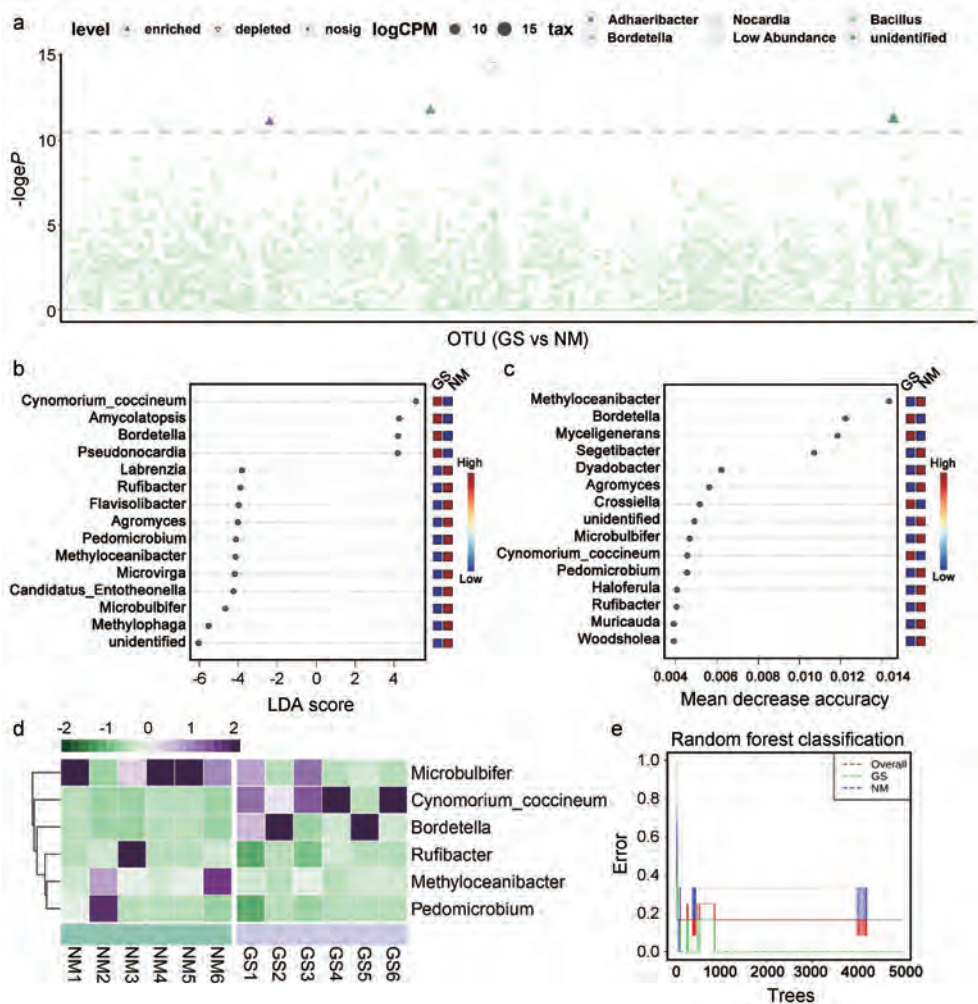 a
level enriched depleted nosig logCPM 10 15 tax Adhaeribacter Nocardia Bacillus
Bordetella Low Abundance unidentified
15
10
5
0
-logeP
OTU (GS vs NM)
b
GS NM
Cynomorium_coccineum
Amycolatopsis
Bordetella
Pseudonocardia
Labrenzia
Rufibacter
Flavisolibacter
Agromyces
Pedomicrobium
Methyloceanibacter
Microvirga
Candidatus_Entotheonella
Microbulbifer
Methylophaga
unidentified
High
Low
-6 -4 -2 0 2 4
LDA score
c
GS NM
Methyloceanibacter
Bordetella
Myceligenerans
Segetibacter
Dyadobacter
Agromyces
Crossiella
unidentified
Microbulbifer
Cynomorium_coccineum
Pedomicrobium
Haloferula
Rufibacter
Muricauda
Woodsholea
High
Low
0.004 0.006 0.008 0.010 0.012 0.014
Mean decrease accuracy
d
-2 -1 0 1 2
Microbulbifer
Cynomorium_coccineum
Bordetella
Rufibacter
Methyloceanibacter
Pedomicrobium
NM1 NM2 NM3 NM4 NM5 NM6 GS1 GS2 GS3 GS4 GS5 GS6
e
Random forest classification
Overall
GS
NM
1.0
0.8
0.6
0.4
0.2
0.0
Error
0 1000 2000 3000 4000 5000
Trees